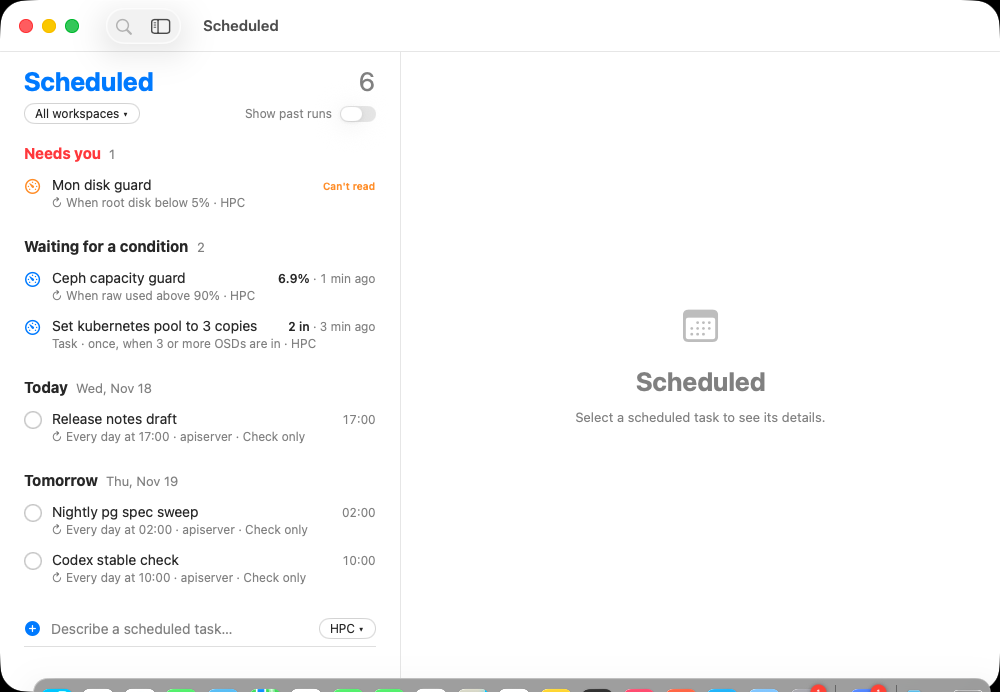 Scheduled
Scheduled 6
All workspaces ▾ Show past runs
Needs you 1
Mon disk guard Can't read
↻ When root disk below 5% · HPC
Waiting for a condition 2
Ceph capacity guard 6.9% · 1 min ago
↻ When raw used above 90% · HPC
Set kubernetes pool to 3 copies 2 in · 3 min ago
Task · once, when 3 or more OSDs are in · HPC
Today Wed, Nov 18
Release notes draft 17:00
↻ Every day at 17:00 · apiserver · Check only
Tomorrow Thu, Nov 19
Nightly pg spec sweep 02:00
↻ Every day at 02:00 · apiserver · Check only
Codex stable check 10:00
↻ Every day at 10:00 · apiserver · Check only
Describe a scheduled task… HPC ▾
Scheduled
Select a scheduled task to see its details.